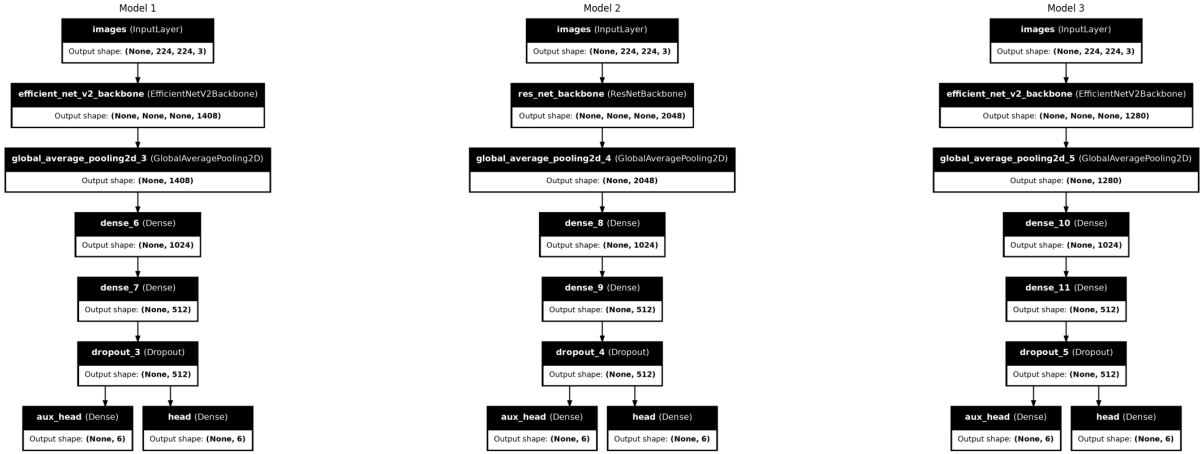 Model 1
images (InputLayer)
Output shape: (None, 224, 224, 3)
efficient_net_v2_backbone (EfficientNetV2Backbone)
Output shape: (None, None, None, 1408)
global_average_pooling2d_3 (GlobalAveragePooling2D)
Output shape: (None, 1408)
dense_6 (Dense)
Output shape: (None, 1024)
dense_7 (Dense)
Output shape: (None, 512)
dropout_3 (Dropout)
Output shape: (None, 512)
aux_head (Dense)
Output shape: (None, 6)
head (Dense)
Output shape: (None, 6)
Model 2
images (InputLayer)
Output shape: (None, 224, 224, 3)
res_net_backbone (ResNetBackbone)
Output shape: (None, None, None, 2048)
global_average_pooling2d_4 (GlobalAveragePooling2D)
Output shape: (None, 2048)
dense_8 (Dense)
Output shape: (None, 1024)
dense_9 (Dense)
Output shape: (None, 512)
dropout_4 (Dropout)
Output shape: (None, 512)
aux_head (Dense)
Output shape: (None, 6)
head (Dense)
Output shape: (None, 6)
Model 3
images (InputLayer)
Output shape: (None, 224, 224, 3)
efficient_net_v2_backbone (EfficientNetV2Backbone)
Output shape: (None, None, None, 1280)
global_average_pooling2d_5 (GlobalAveragePooling2D)
Output shape: (None, 1280)
dense_10 (Dense)
Output shape: (None, 1024)
dense_11 (Dense)
Output shape: (None, 512)
dropout_5 (Dropout)
Output shape: (None, 512)
aux_head (Dense)
Output shape: (None, 6)
head (Dense)
Output shape: (None, 6)